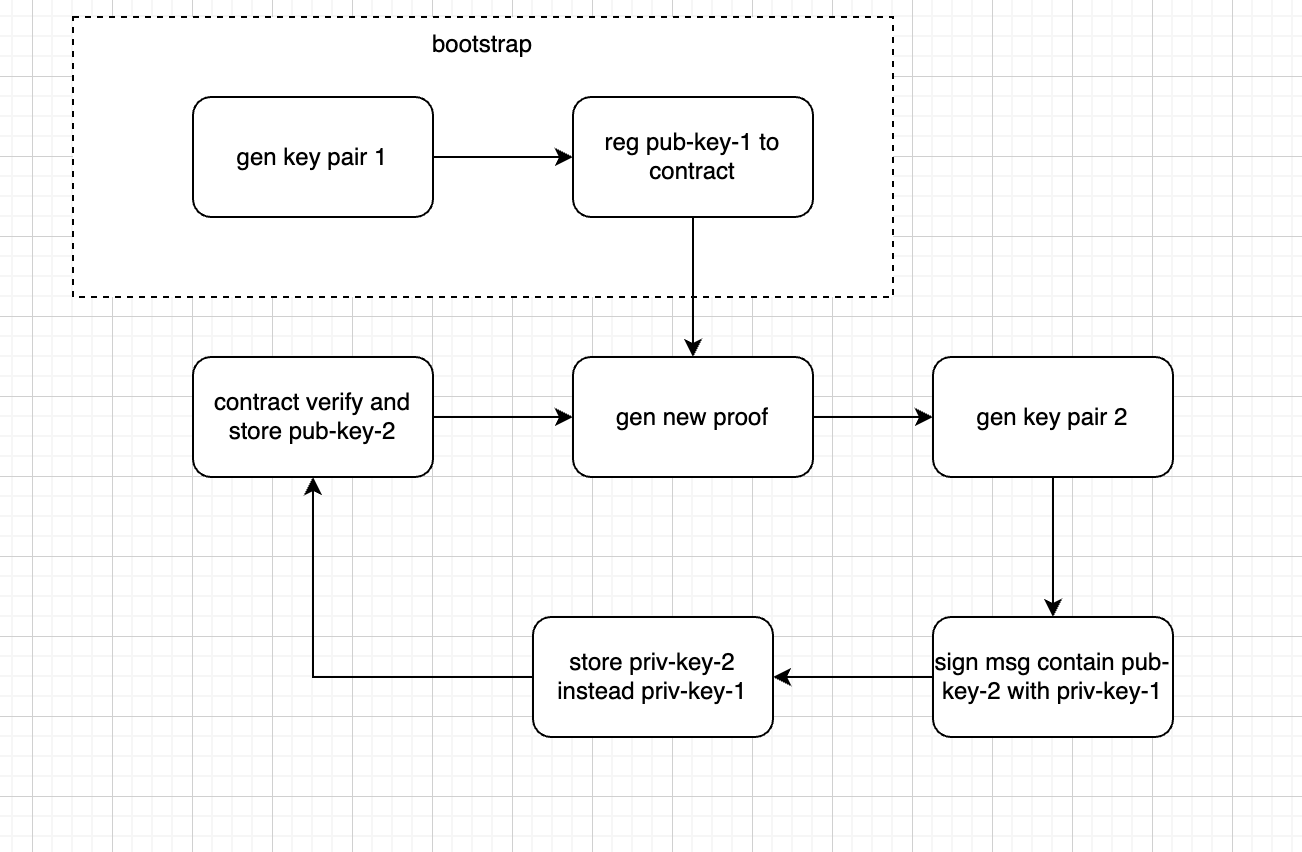 bootstrap
gen key pair 1
reg pub-key-1 to
contract
contract verify and
store pub-key-2
gen new proof
gen key pair 2
store priv-key-2
instead priv-key-1
sign msg contain pub-
key-2 with priv-key-1